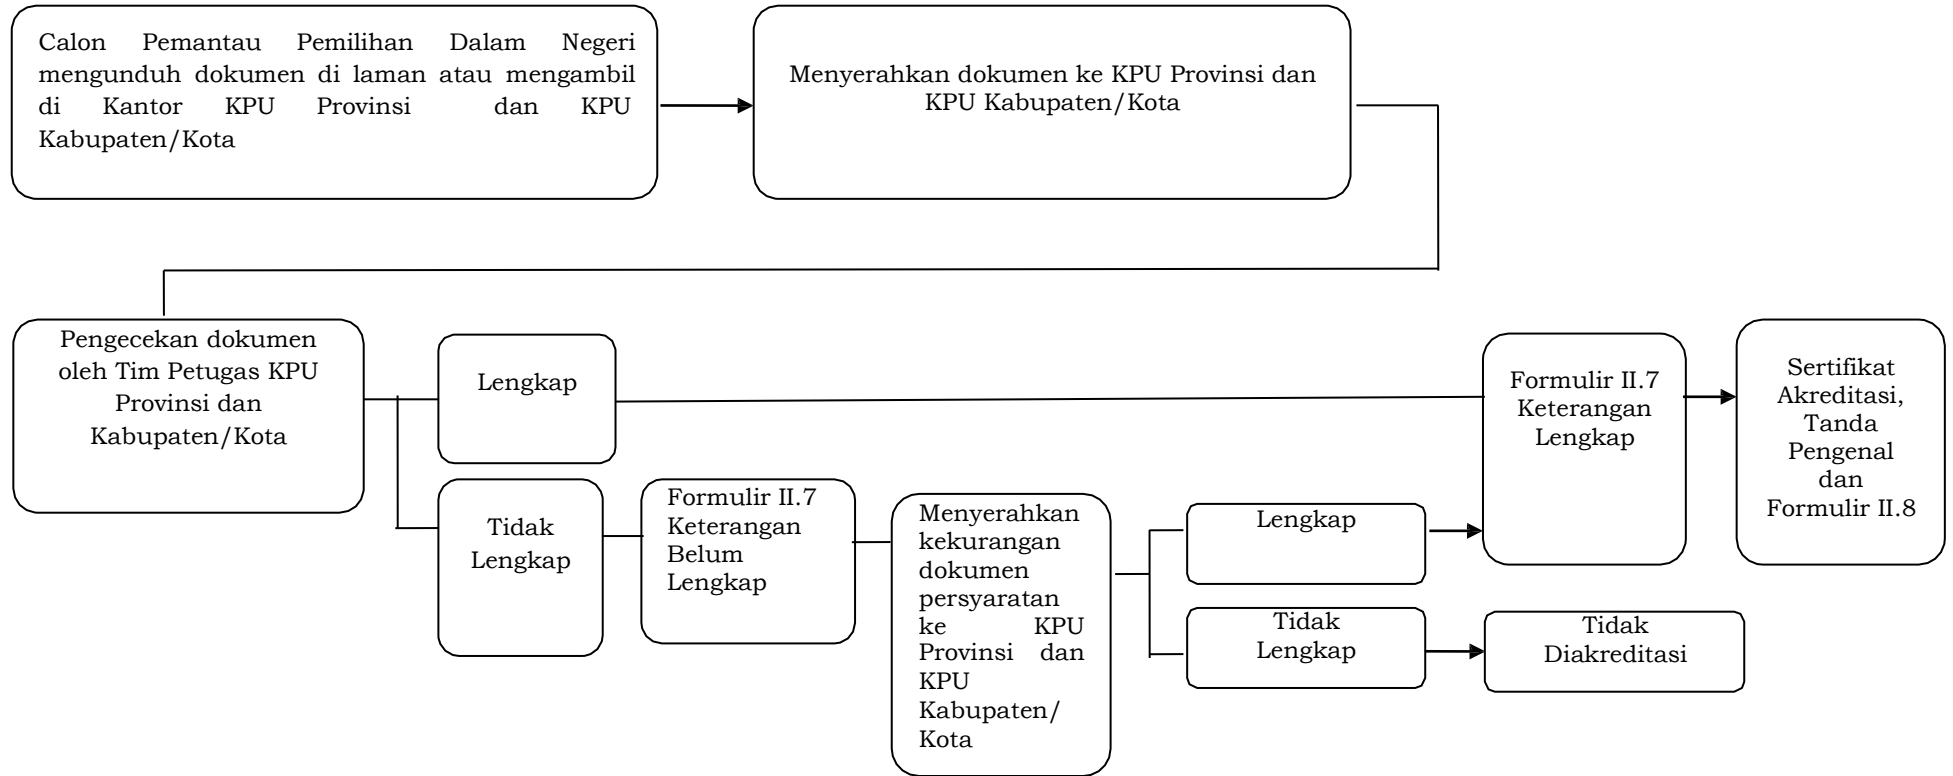 Calon Pemantau Pemilihan Dalam Negeri
mengunduh dokumen di laman atau mengambil
di Kantor KPU Provinsi dan KPU
Kabupaten/Kota
Menyerahkan dokumen ke KPU Provinsi dan
KPU Kabupaten/Kota
Pengecekan dokumen
oleh Tim Petugas KPU
Provinsi dan
Kabupaten/Kota
Lengkap
Tidak
Lengkap
Formulir II.7
Keterangan
Belum
Lengkap
Menyerahkan
kekurangan
dokumen
persyaratan
ke KPU
Provinsi dan
KPU
Kabupaten/
Kota
Lengkap
Tidak
Lengkap
Formulir II.7
Keterangan
Lengkap
Tidak
Diakreditasi
Sertifikat
Akreditasi,
Tanda
Pengenal
dan
Formulir II.8